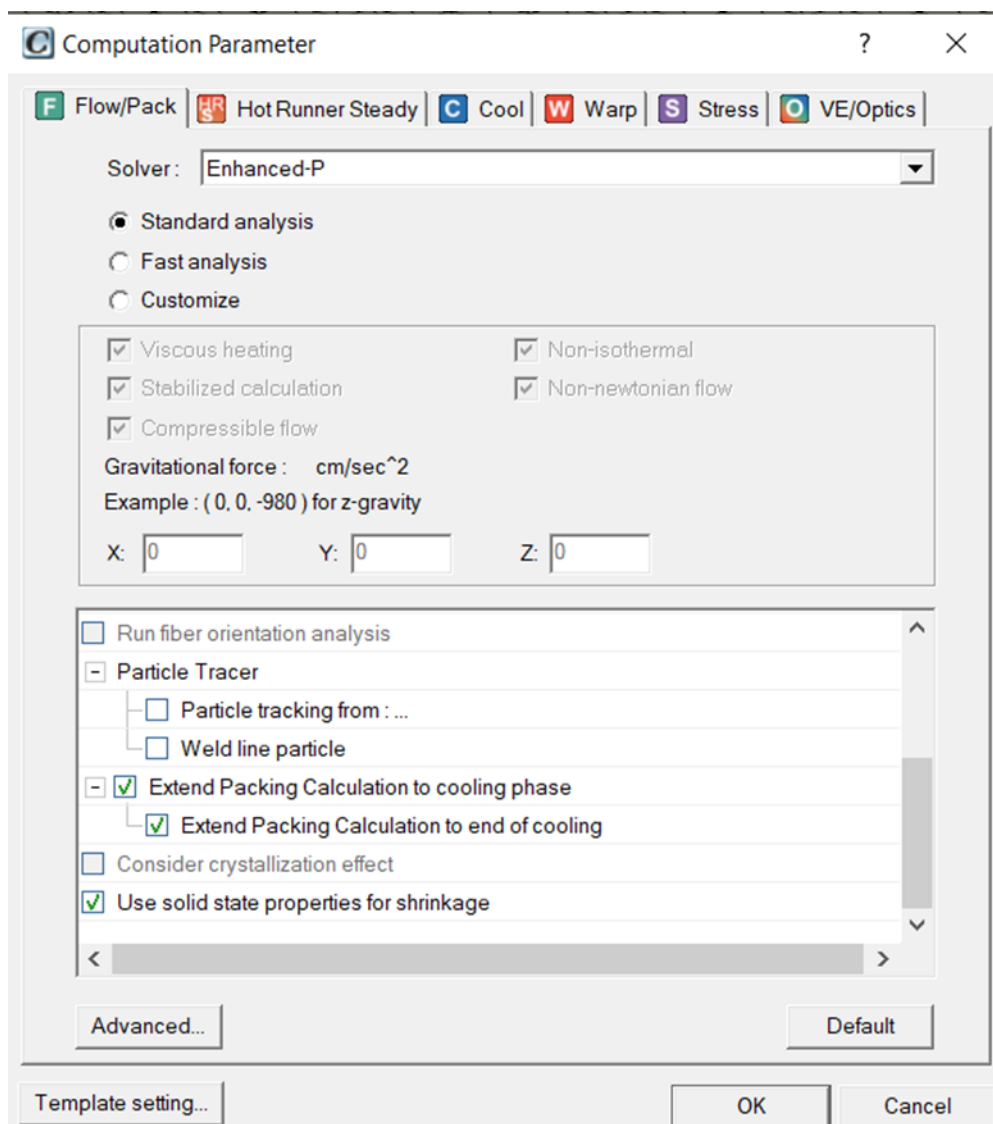 Computation Parameter ? ×
F Flow/Pack HRS Hot Runner Steady C Cool W Warp S Stress O VE/Optics
Solver : Enhanced-P
Standard analysis
Fast analysis
Customize
Viscous heating Non-isothermal
Stabilized calculation Non-newtonian flow
Compressible flow
Gravitational force : cm/sec^2
Example : ( 0, 0, -980 ) for z-gravity
X: 0 Y: 0 Z: 0
Run fiber orientation analysis
Particle Tracer
Particle tracking from : ...
Weld line particle
Extend Packing Calculation to cooling phase
Extend Packing Calculation to end of cooling
Consider crystallization effect
Use solid state properties for shrinkage
Advanced... Default
Template setting... OK Cancel